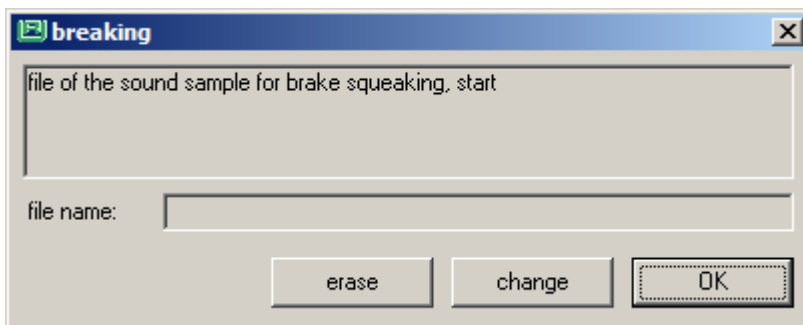 breaking
file of the sound sample for brake squeaking, start
file name:
erase change OK